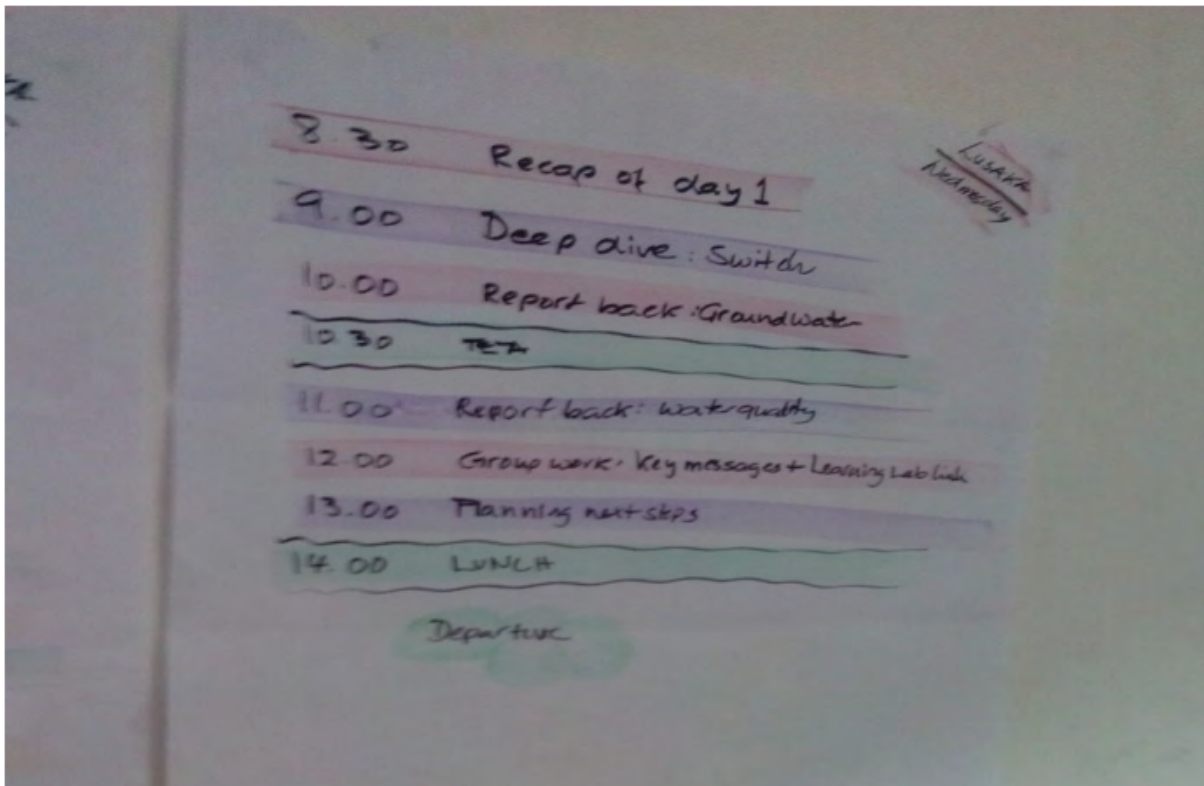 LUSAKA
Wednesday
8.30 Recap of day 1
9.00 Deep dive: Switch
10.00 Report back: Groundwater
10.30 TEA
11.00 Report back: Water quality
12.00 Group work: Key messages + Learning Lab link
13.00 Planning next steps
14.00 LUNCH
Departure